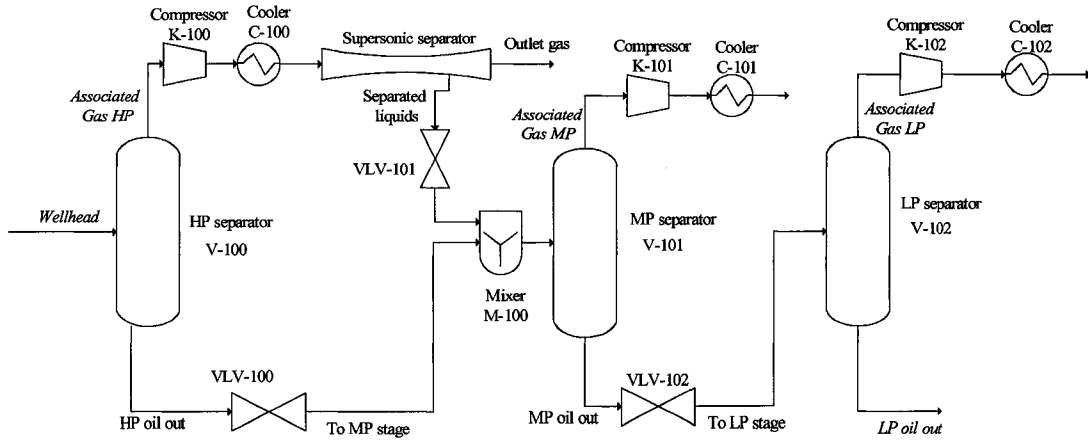 Compressor
K-100
Cooler
C-100
Supersonic separator
Outlet gas
Associated
Gas HP
Separated
liquids
VLV-101
Compressor
K-101
Cooler
C-101
Associated
Gas MP
Compressor
K-102
Cooler
C-102
Associated
Gas LP
Wellhead
HP separator
V-100
MP separator
V-101
LP separator
V-102
Mixer
M-100
VLV-100
HP oil out
To MP stage
VLV-102
MP oil out
To LP stage
LP oil out